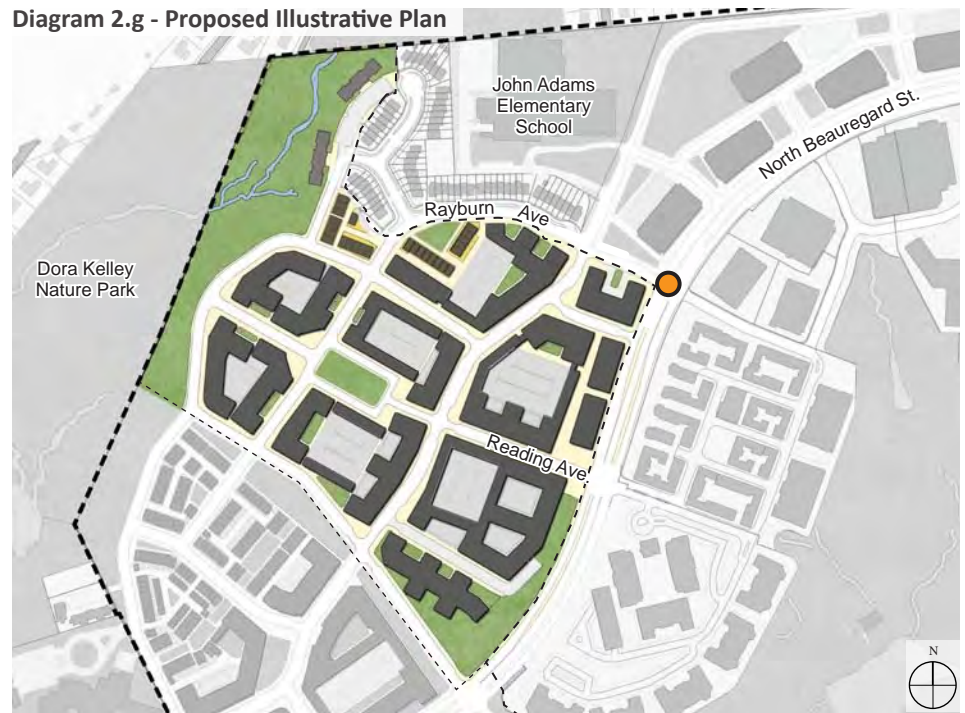 Diagram 2.g - Proposed Illustrative Plan
John Adams
Elementary
School
North Beauregard St.
Rayburn Ave
Dora Kelley
Nature Park
Reading Ave
N